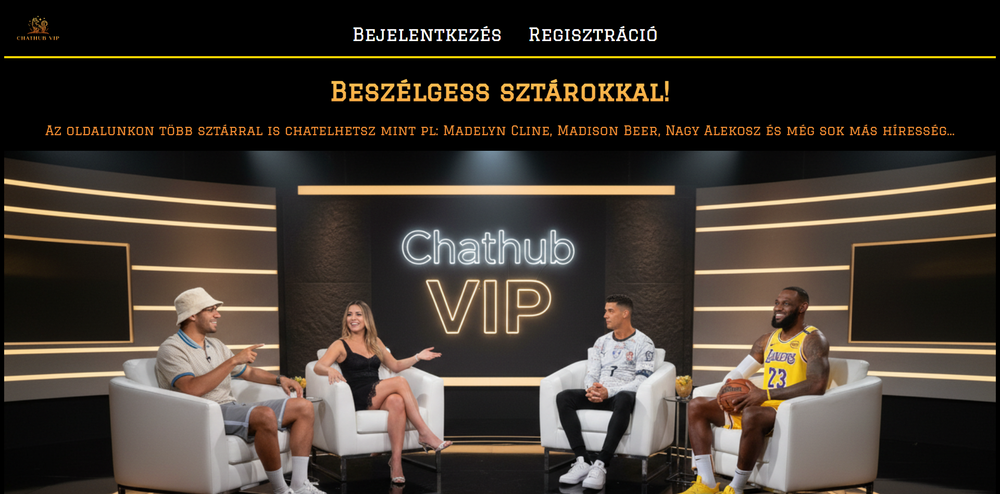 CHATHUB VIP
Bejelentkezés Regisztráció
Beszélgess sztárokkal!
Az oldalunkon több sztárral is chatelhetsz mint pl: Madelyn Cline, Madison Beer, Nagy Alekosz és még sok más híresség...
Chathub
VIP
7
LAKERS
23